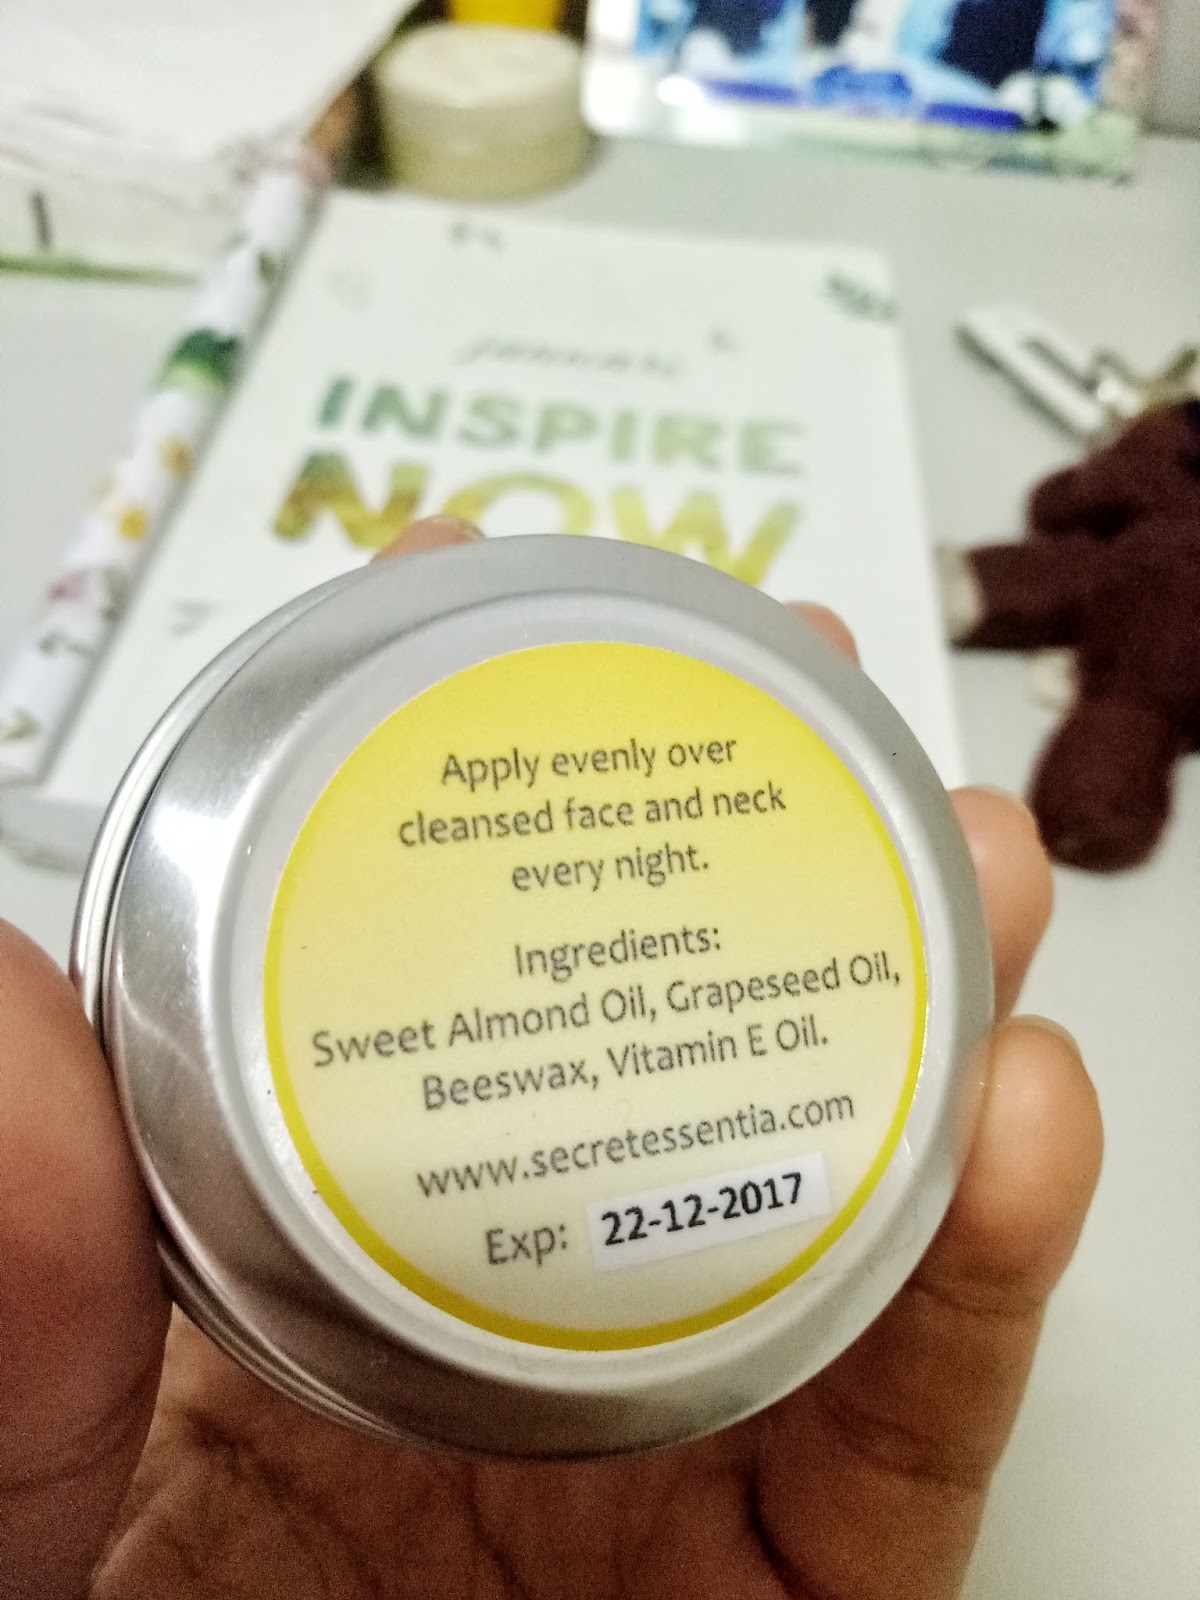 INSPIRE
NOW
Apply evenly over
cleansed face and neck
every night.
Ingredients:
Sweet Almond Oil, Grapeseed Oil,
Beeswax, Vitamin E Oil.
www.secretessentia.com
Exp: 22-12-2017